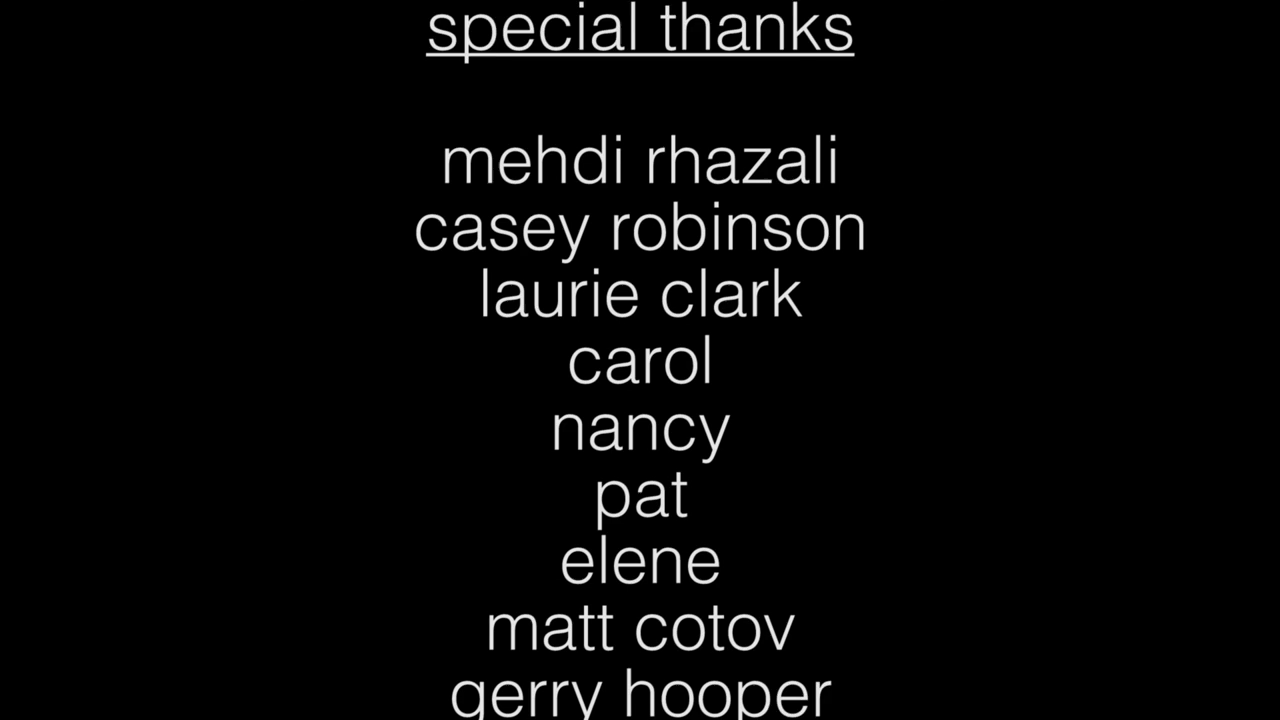 special thanks
mehdi rhazali
casey robinson
laurie clark
carol
nancy
pat
elene
matt cotov
gerry hooper